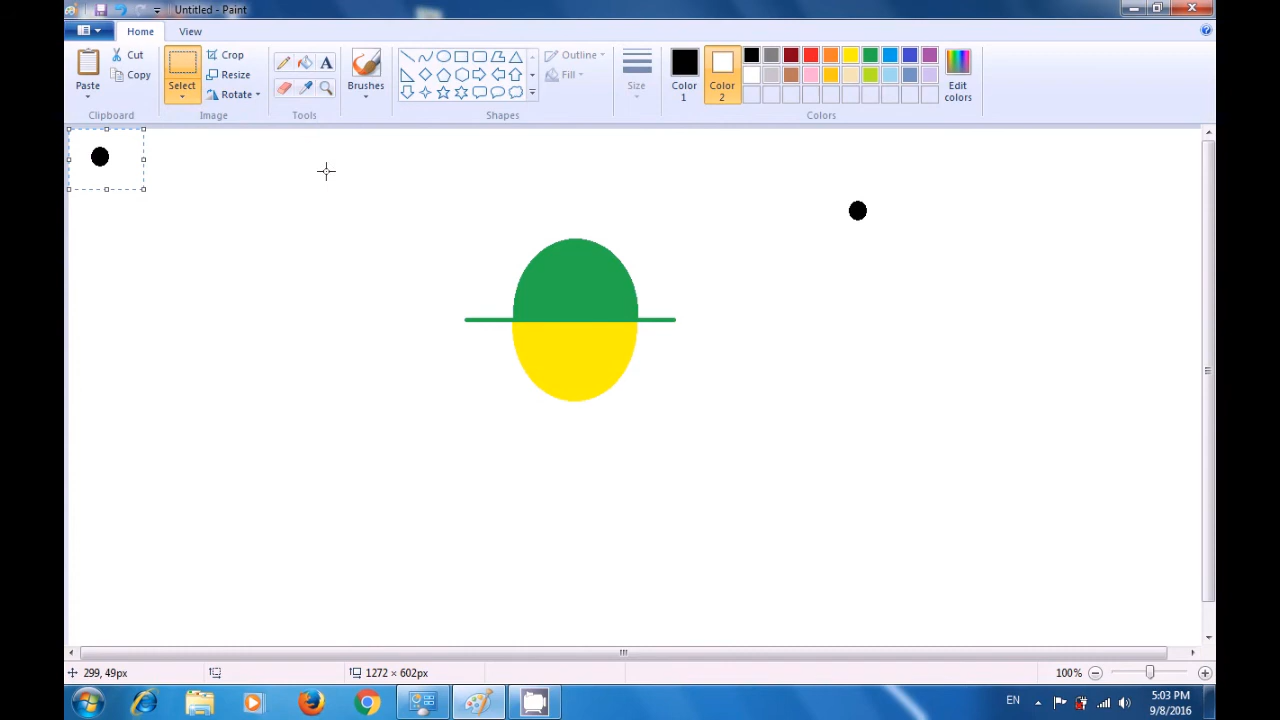 Untitled - Paint
Home
View
Paste
Cut
Copy
Clipboard
Select
Crop
Resize
Rotate
Image
A
Tools
Brushes
Shapes
Outline
Fill
Size
Color
1
Color
2
Edit
colors
Colors
299, 49px
1272 × 602px
100%
EN
5:03 PM
9/8/2016